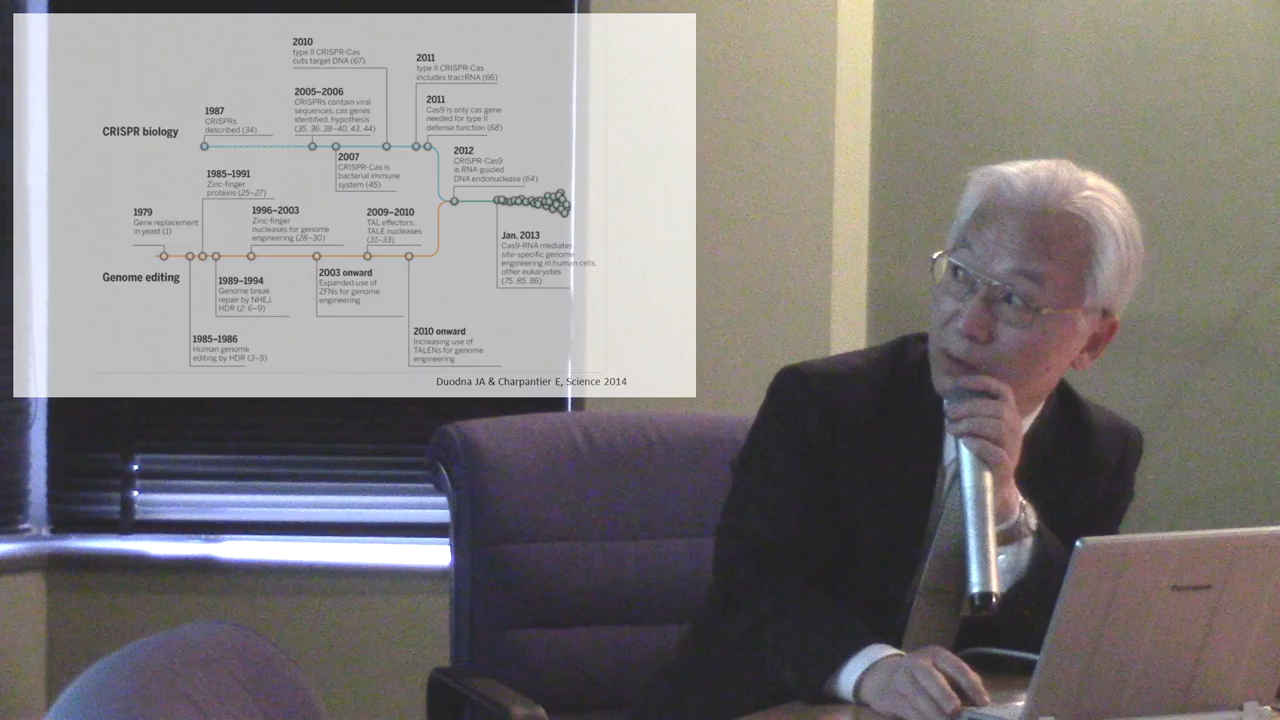 2010
type II CRISPR-Cas
cuts target DNA (67)
2011
type II CRISPR-Cas
includes tracrRNA (66)
2005–2006
CRISPRs contain viral
sequences, cas genes
identified, hypothesis
(35, 36, 38–40, 43, 44)
2011
Cas9 is only cas gene
needed for type II
defense function (68)
1987
CRISPRs
described (34)
CRISPR biology
2007
CRISPR-Cas is
bacterial immune
system (45)
2012
CRISPR-Cas9
is RNA-guided
DNA endonuclease (64)
1985–1991
Zinc-finger
proteins (25–27)
1979
Gene replacement
in yeast (1)
1996–2003
Zinc-finger
nucleases for genome
engineering (28–30)
2009–2010
TAL effectors;
TALE nucleases
(31–33)
Jan. 2013
Cas9-RNA mediates
site-specific genome
engineering in human cells,
other eukaryotes
(75, 85, 86)
Genome editing
1989–1994
Genome break
repair by NHEJ,
HDR (2, 6–9)
2003 onward
Expanded use of
ZFNs for genome
engineering
1985–1986
Human genome
editing by HDR (3–5)
2010 onward
Increasing use of
TALENs for genome
engineering
Duodna JA & Charpantier E, Science 2014
Panasonic